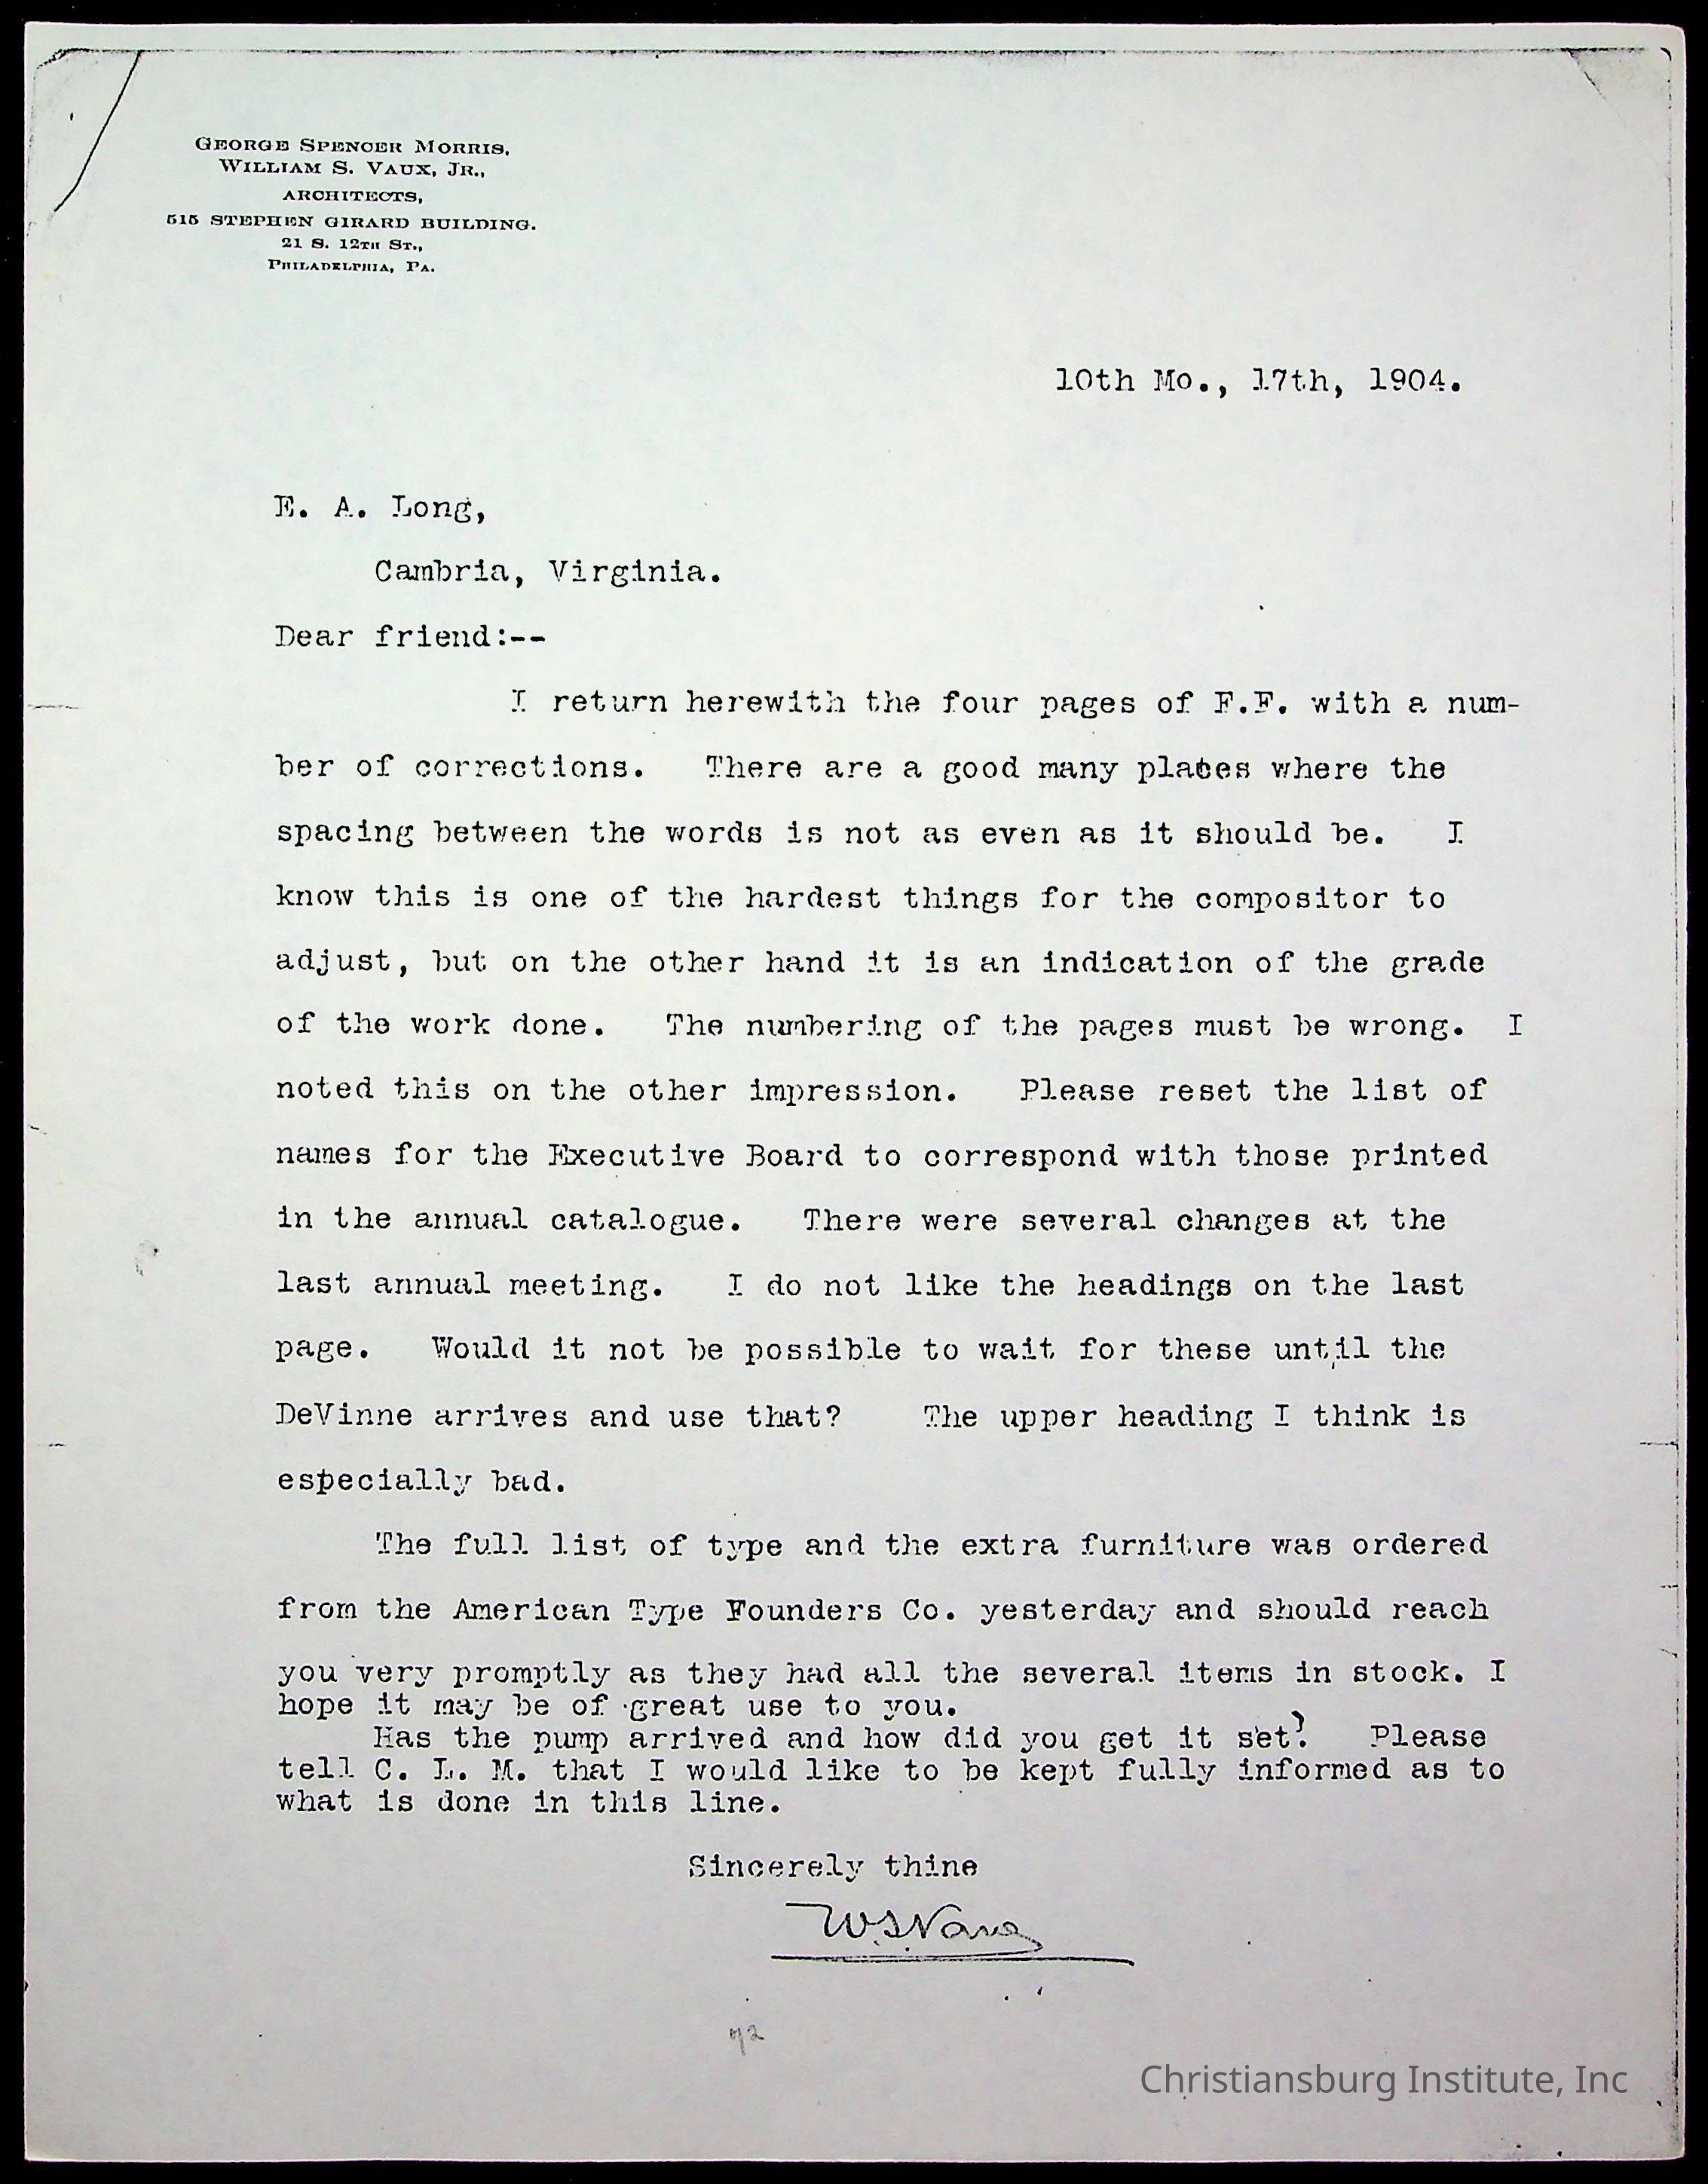 GEORGE SPENCER MORRIS,
WILLIAM S. VAUX, JR.,
ARCHITECTS,
515 STEPHEN GIRARD BUILDING.
21 S. 12TH ST.,
PHILADELPHIA, PA.
10th Mo., 17th, 1904.
E. A. Long,
Cambria, Virginia.
Dear friend:--
I return herewith the four pages of F.F. with a num-
ber of corrections. There are a good many places where the
spacing between the words is not as even as it should be. I
know this is one of the hardest things for the compositor to
adjust, but on the other hand it is an indication of the grade
of the work done. The numbering of the pages must be wrong. I
noted this on the other impression. Please reset the list of
names for the Executive Board to correspond with those printed
in the annual catalogue. There were several changes at the
last annual meeting. I do not like the headings on the last
page. Would it not be possible to wait for these until the
DeVinne arrives and use that? The upper heading I think is
especially bad.
The full list of type and the extra furniture was ordered
from the American Type Founders Co. yesterday and should reach
you very promptly as they had all the several items in stock. I
hope it may be of great use to you.
Has the pump arrived and how did you get it set? Please
tell C. L. M. that I would like to be kept fully informed as to
what is done in this line.
Sincerely thine
W.S. Vaux
72
Christiansburg Institute, Inc